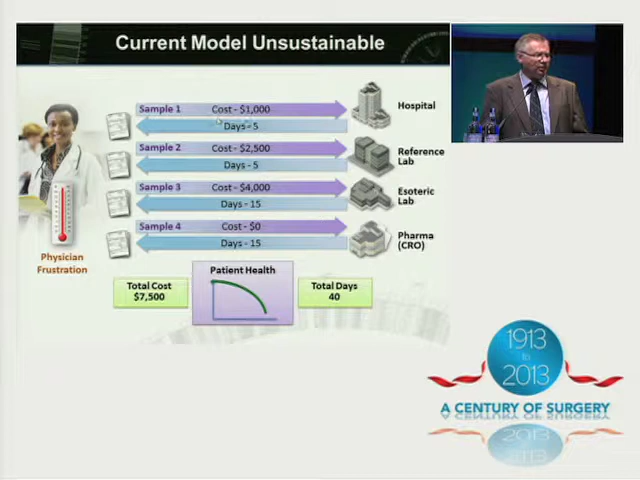 Current Model Unsustainable
Sample 1 Cost - $1,000 Hospital
Days - 5
Sample 2 Cost - $2,500 Reference
Days - 5 Lab
Sample 3 Cost - $4,000 Esoteric
Days - 15 Lab
Sample 4 Cost - $0 Pharma
Days - 15 (CRO)
Physician
Frustration
Total Cost
$7,500
Patient Health
Total Days
40
1913
to
2013
A CENTURY OF SURGERY